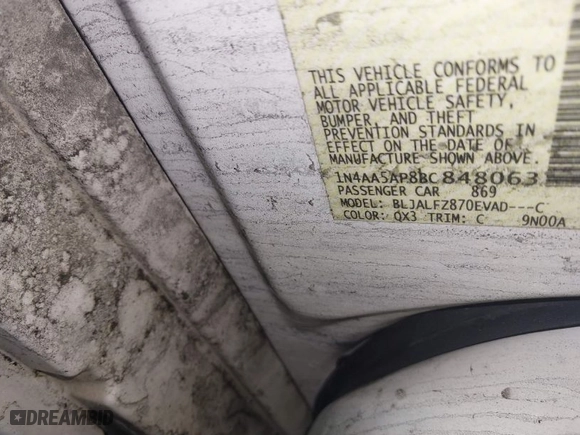 THIS VEHICLE CONFORMS TO
ALL APPLICABLE FEDERAL
MOTOR VEHICLE SAFETY,
BUMPER, AND THEFT
PREVENTION STANDARDS IN
EFFECT ON THE DATE OF
MANUFACTURE SHOWN ABOVE.
1N4AA5AP8BC848063
PASSENGER CAR 869
MODEL: BLJALFZ870EVAD---C
COLOR: QX3 TRIM: C 9N00A
DREAMBID